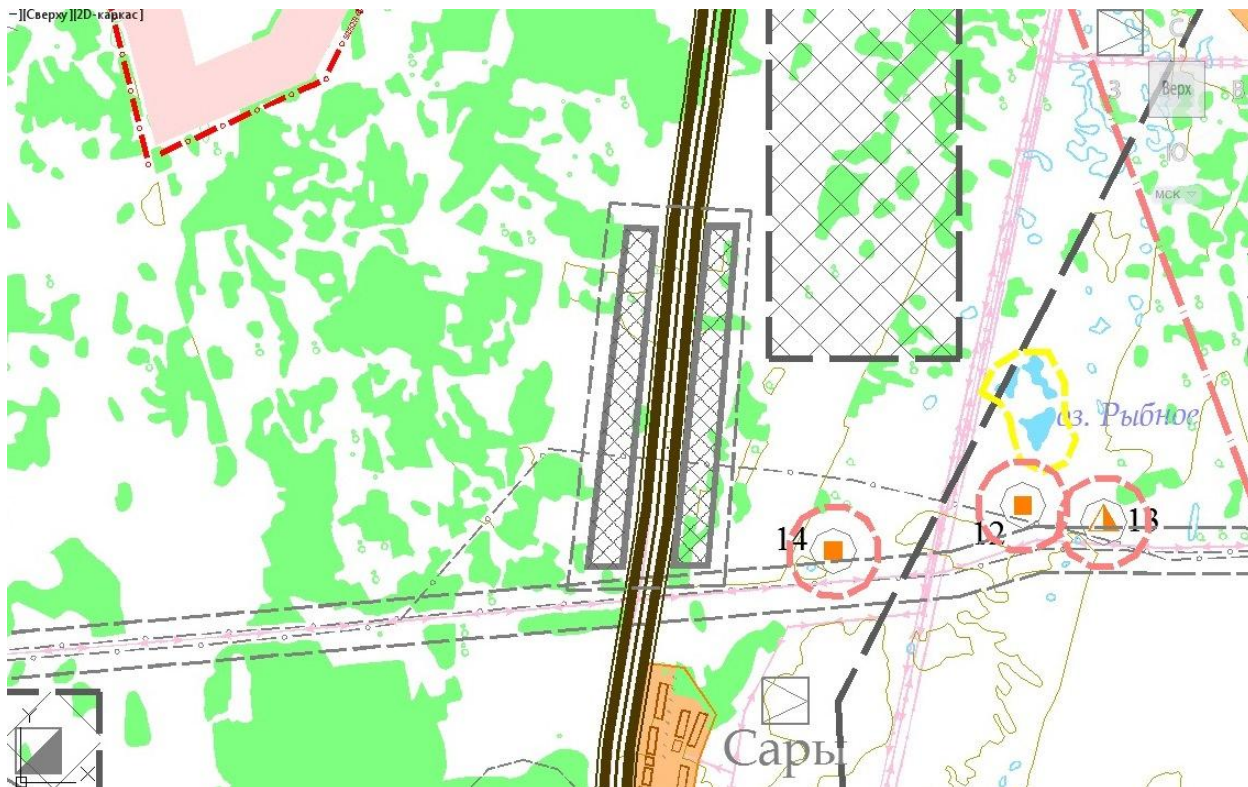 –][Сверху][2D-каркас]
С
З
Верх
В
Ю
МСК
оз. Рыбное
14
12
13
Сары
Y
X